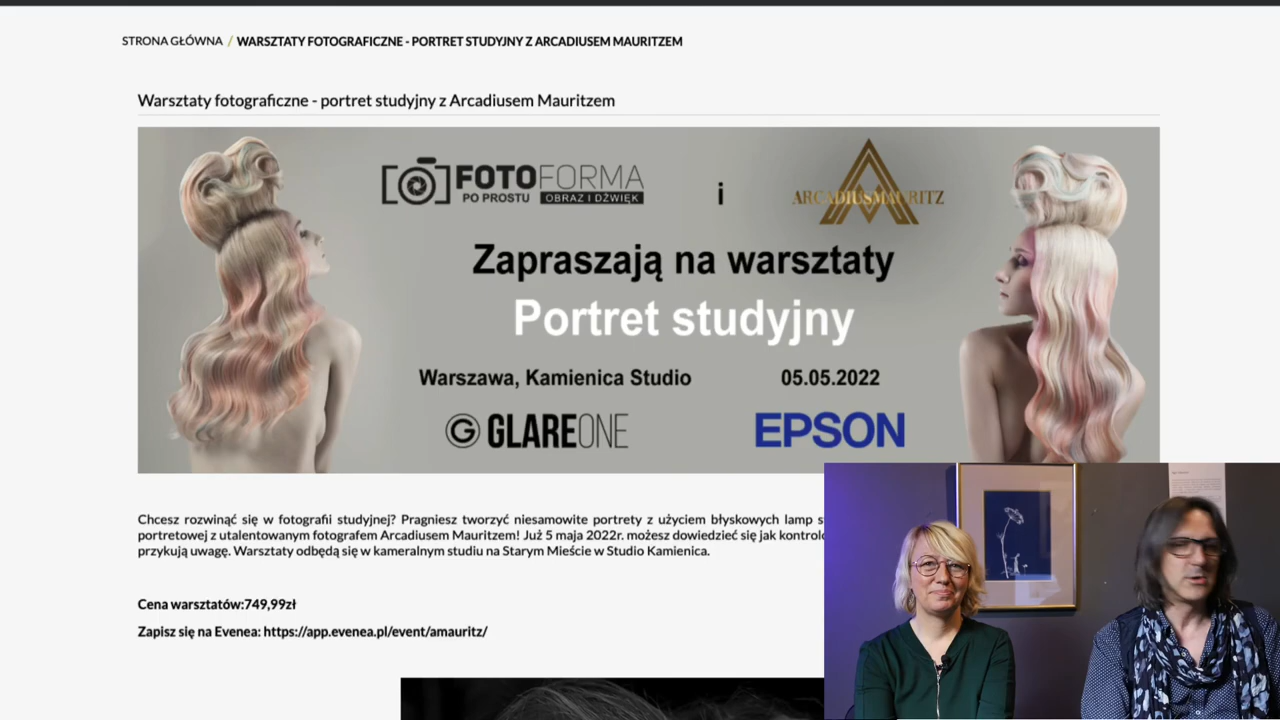 STRONA GŁÓWNA / WARSZTATY FOTOGRAFICZNE - PORTRET STUDYJNY Z ARCADIUSEM MAURITZEM
Warsztaty fotograficzne - portret studyjny z Arcadiusem Mauritzem
FOTOFORMA
PO PROSTU OBRAZ I DŹWIĘK
i
ARCADIUSMAURITZ
Zapraszają na warsztaty
Portret studyjny
Warszawa, Kamienica Studio 05.05.2022
GLAREONE
EPSON
Chcesz rozwinąć się w fotografii studyjnej? Pragniesz tworzyć niesamowite portrety z użyciem błyskowych lamp
portretowej z utalentowanym fotografem Arcadiusem Mauritzem! Już 5 maja 2022r. możesz dowiedzieć się jak
przykują uwagę. Warsztaty odbędą się w kameralnym studiu na Starym Mieście w Studio Kamienica.
Cena warsztatów:749,99zł
Zapisz się na Evenea: https://app.evenea.pl/event/amauritz/